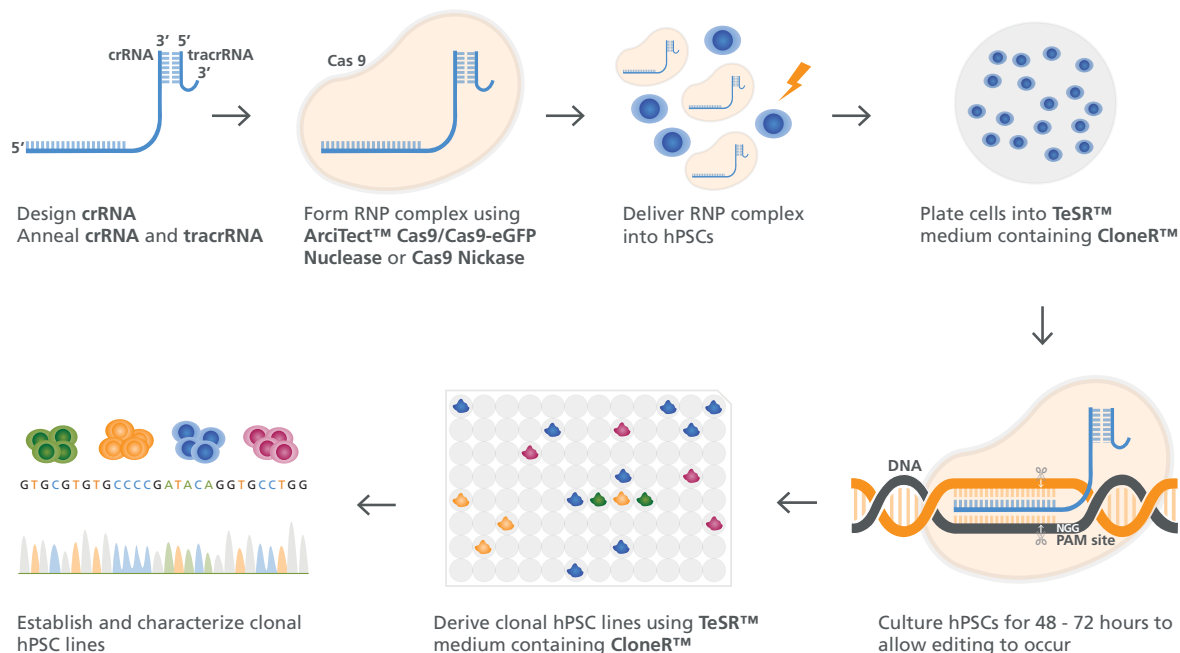 3’ 5’
crRNA tracrRNA
3’
5’
Design crRNA
Anneal crRNA and tracrRNA
Cas 9
Form RNP complex using
ArciTect™ Cas9/Cas9-eGFP
Nuclease or Cas9 Nickase
Deliver RNP complex
into hPSCs
Plate cells into TeSR™
medium containing CloneR™
DNA
NGG
PAM site
Culture hPSCs for 48 - 72 hours to
allow editing to occur
Derive clonal hPSC lines using TeSR™
medium containing CloneR™
GTGCGTGTGCCCCGATACAGGTGCCTGG
Establish and characterize clonal
hPSC lines